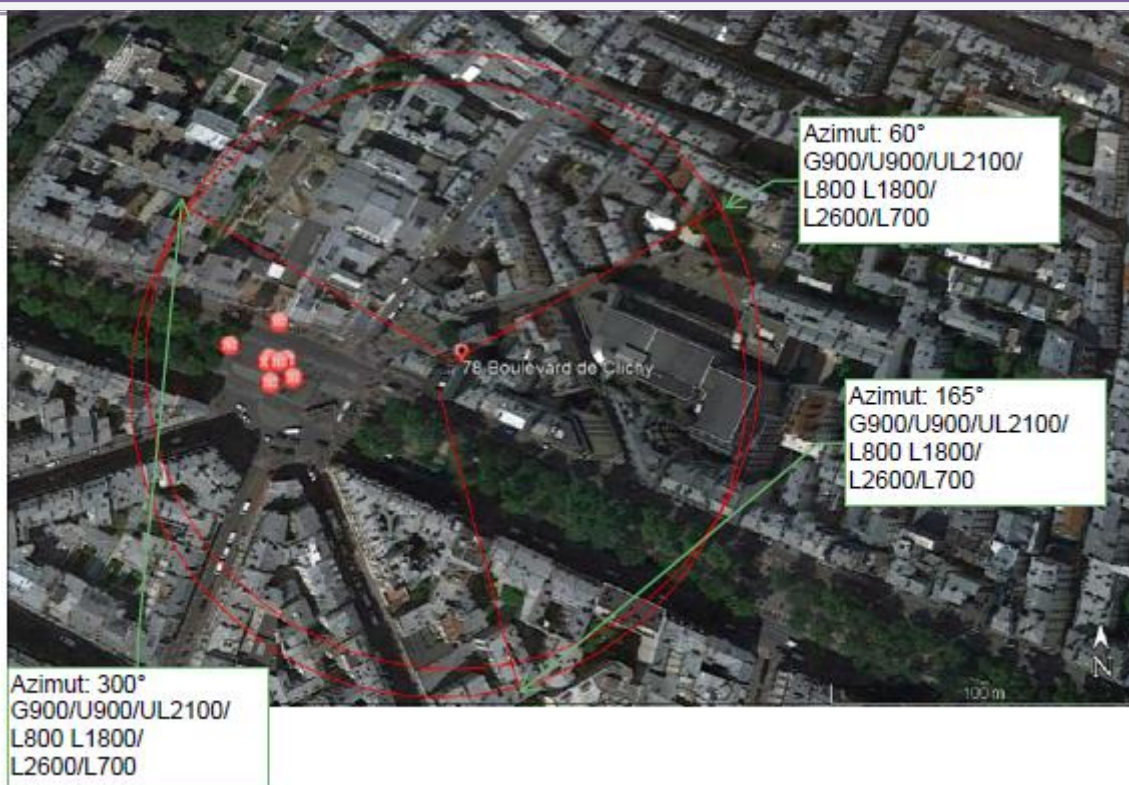 Azimut: 60°
G900/U900/UL2100/
L800 L1800/
L2600/L700
78 Boulevard de Clichy
Azimut: 165°
G900/U900/UL2100/
L800 L1800/
L2600/L700
N
100 m
Azimut: 300°
G900/U900/UL2100/
L800 L1800/
L2600/L700